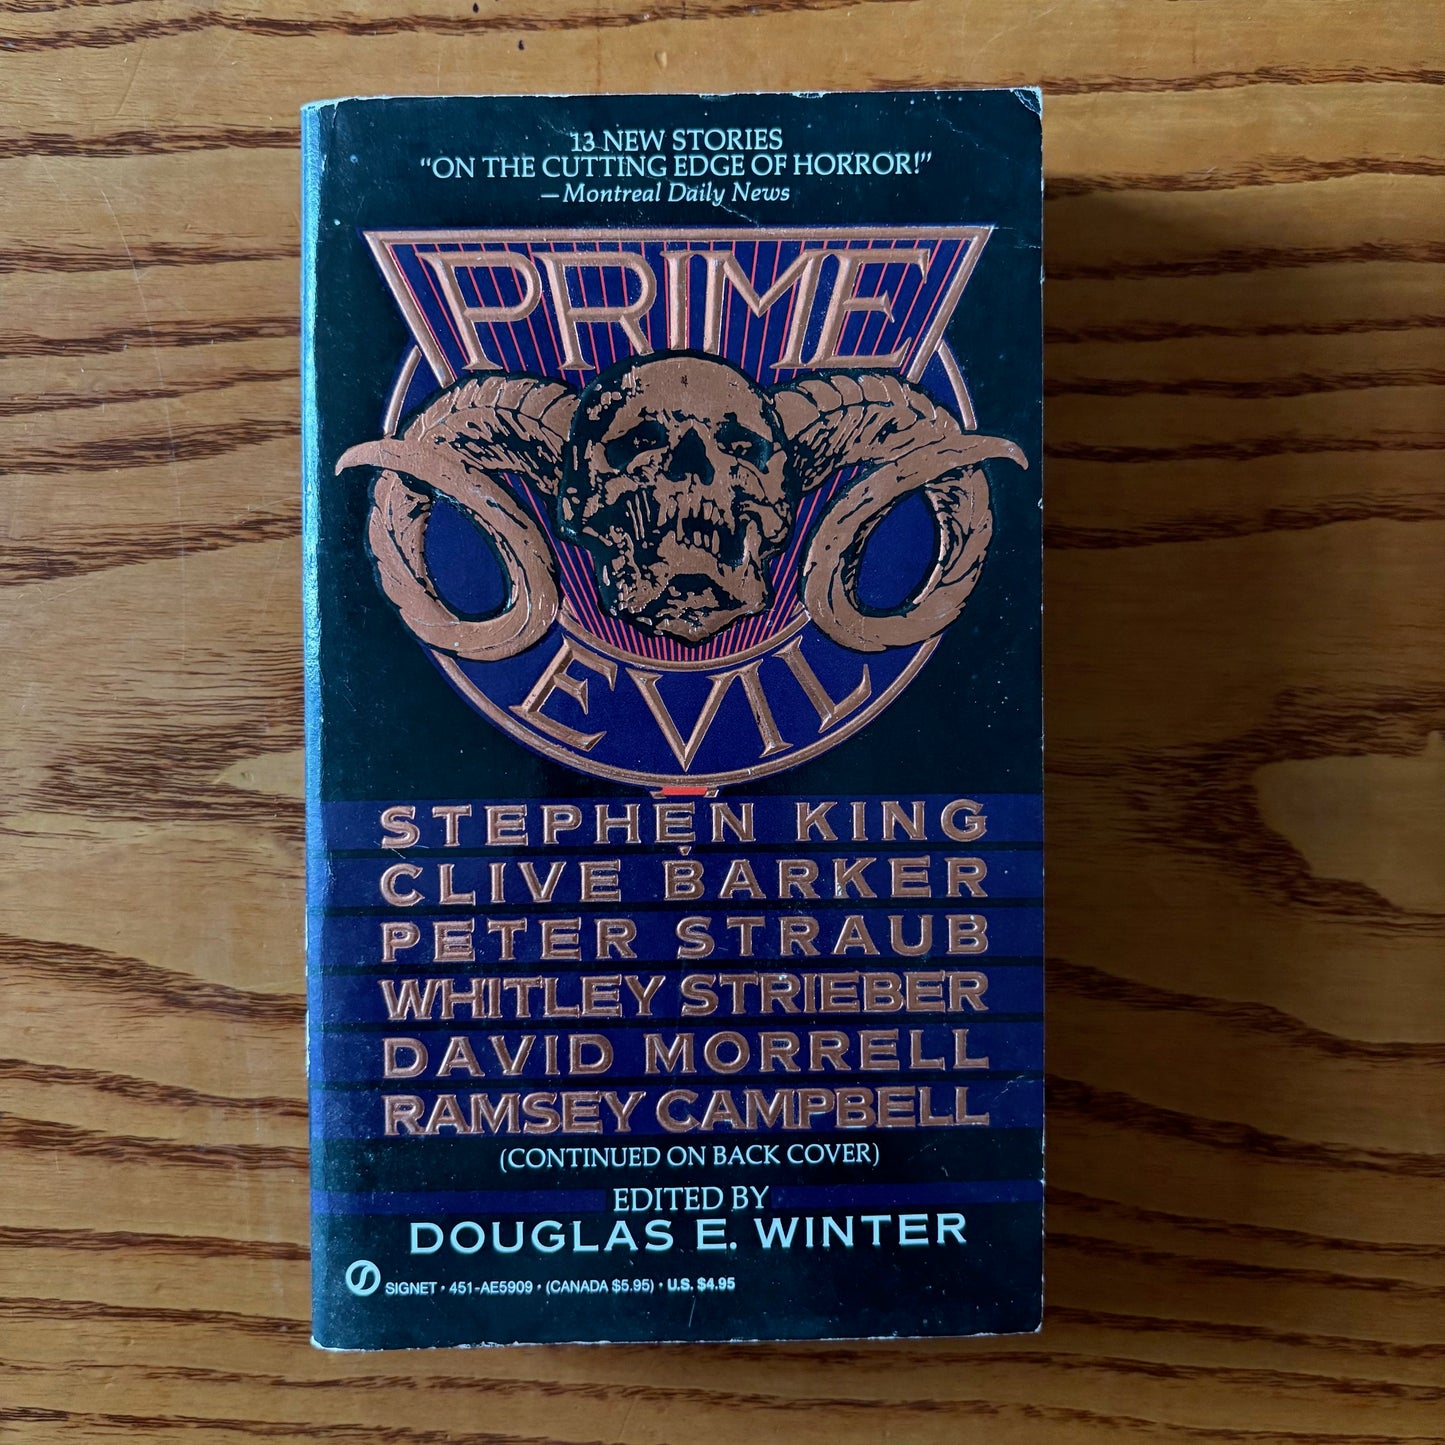 13 NEW STORIES
“ON THE CUTTING EDGE OF HORROR!”
—Montreal Daily News
PRIME
EVIL
STEPHEN KING
CLIVE BARKER
PETER STRAUB
WHITLEY STRIEBER
DAVID MORRELL
RAMSEY CAMPBELL
(CONTINUED ON BACK COVER)
EDITED BY
DOUGLAS E. WINTER
SIGNET • 451-AE5909 • (CANADA $5.95) • U.S. $4.95